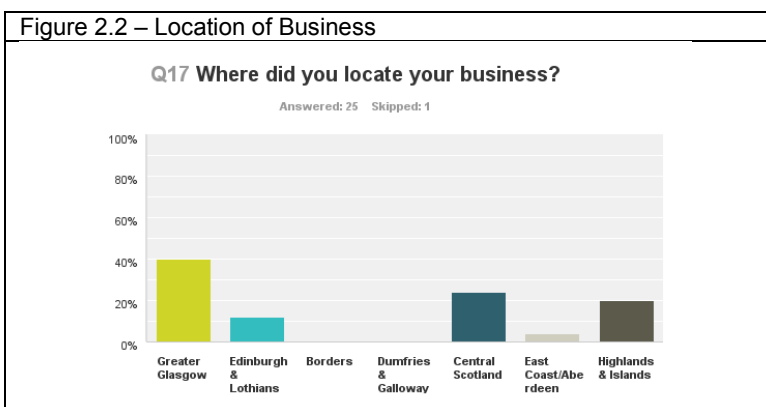 Figure 2.2 – Location of Business
Q17 Where did you locate your business?
Answered: 25 Skipped: 1
100%
80%
60%
40%
20%
0%
Greater
Glasgow
Edinburgh
&
Lothians
Borders
Dumfries
&
Galloway
Central
Scotland
East
Coast/Abe
rdeen
Highlands
& Islands